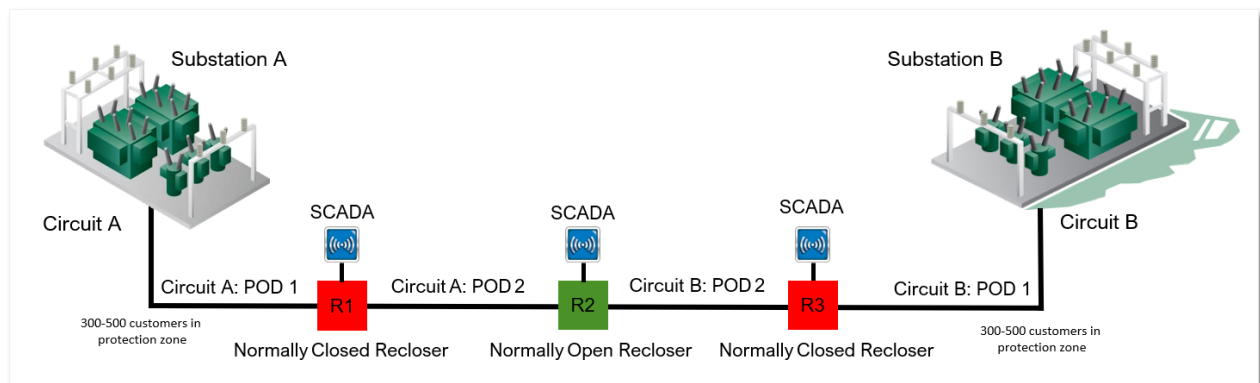 Substation A
Substation B
Circuit A
Circuit B
SCADA
SCADA
SCADA
Circuit A: POD 1
R1
Circuit A: POD 2
R2
Circuit B: POD 2
R3
Circuit B: POD 1
300-500 customers in
protection zone
300-500 customers in
protection zone
Normally Closed Recloser
Normally Open Recloser
Normally Closed Recloser